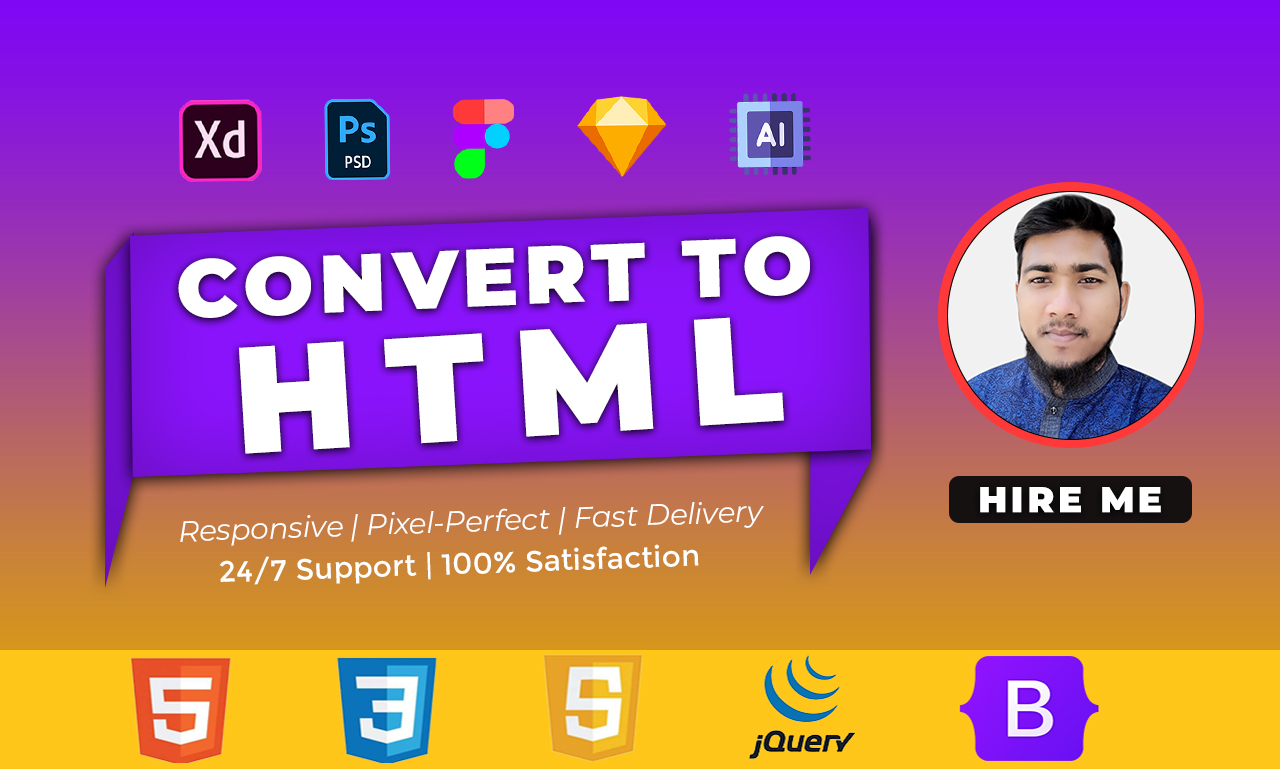 Xd
Ps
PSD
AI
CONVERT TO
HTML
HIRE ME
Responsive | Pixel-Perfect | Fast Delivery
24/7 Support | 100% Satisfaction
5
3
5
jQuery
B